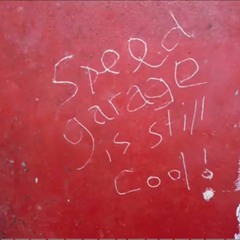 Speed
garage
is still
cool!